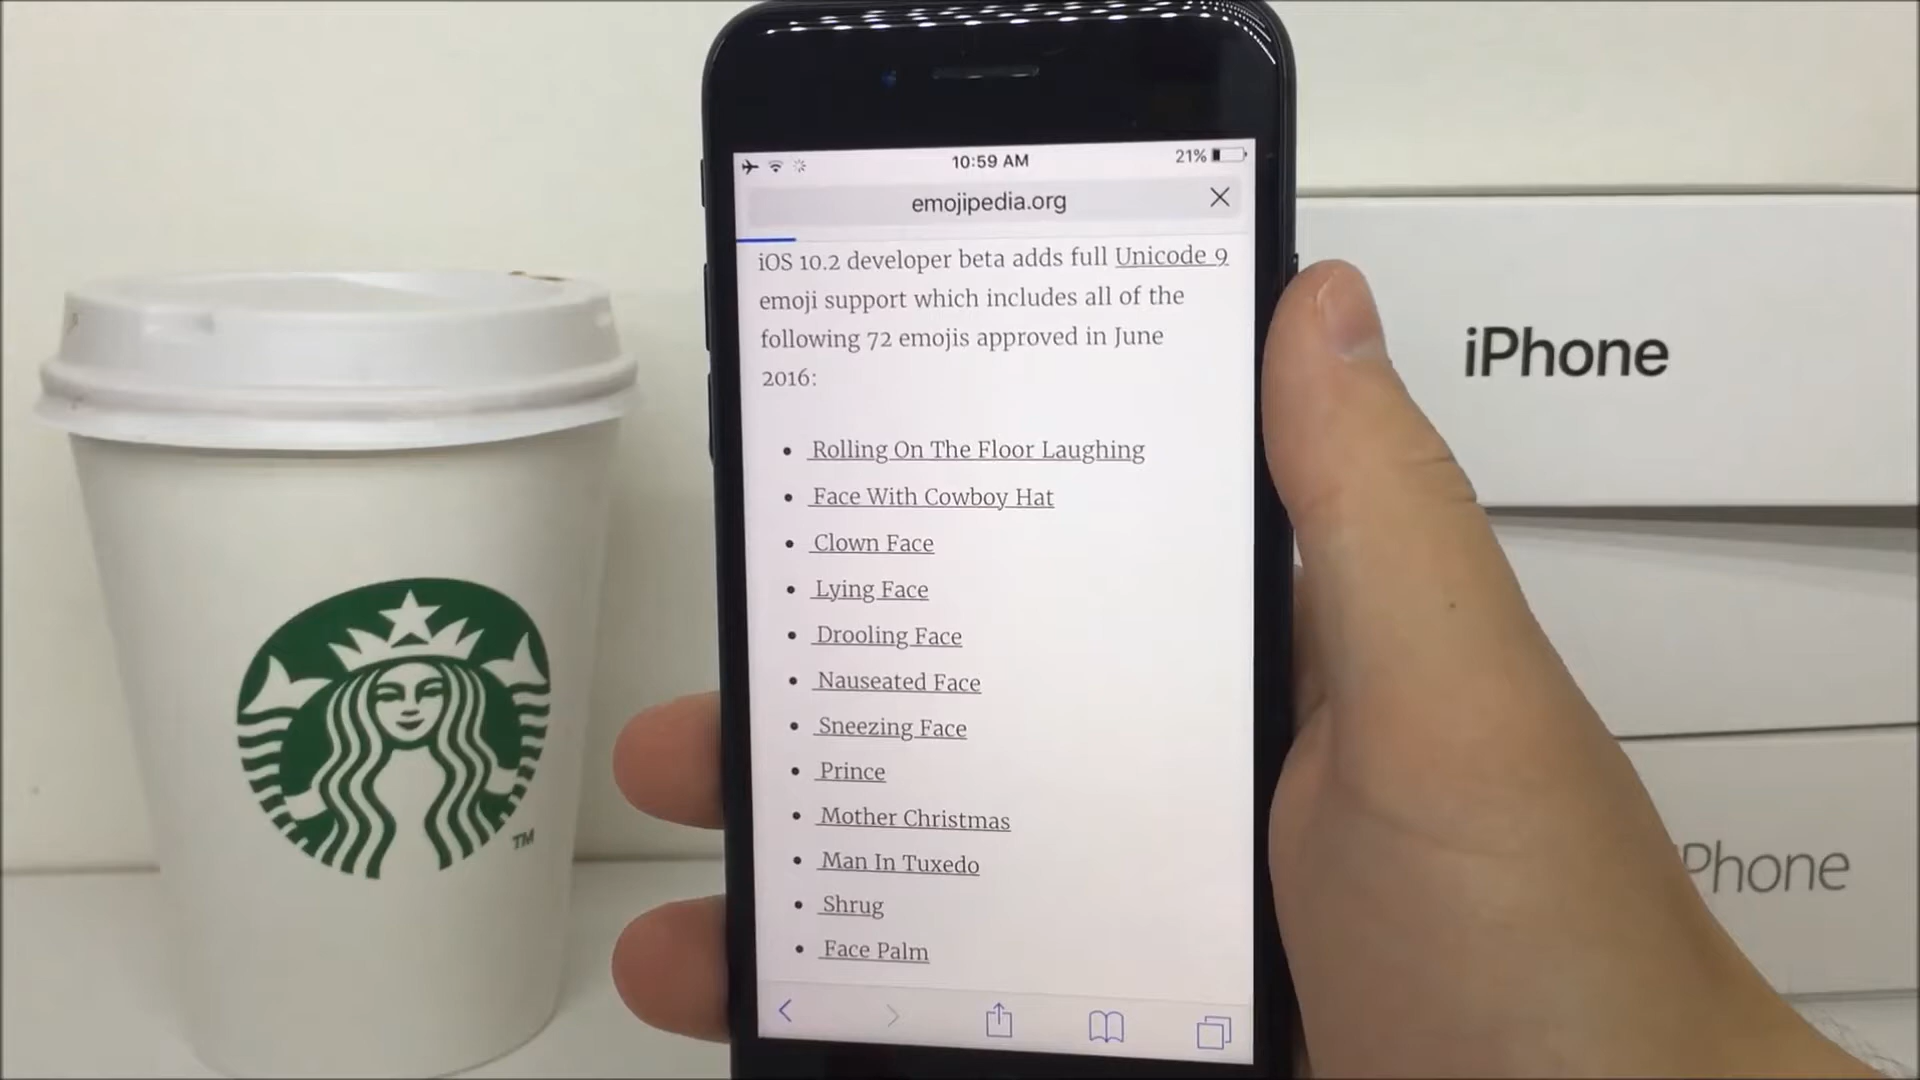 10:59 AM
21%
emojipedia.org
iOS 10.2 developer beta adds full Unicode 9
emoji support which includes all of the
following 72 emojis approved in June
2016:
• Rolling On The Floor Laughing
• Face With Cowboy Hat
• Clown Face
• Lying Face
• Drooling Face
• Nauseated Face
• Sneezing Face
• Prince
• Mother Christmas
• Man In Tuxedo
• Shrug
• Face Palm
TM
iPhone
iPhone